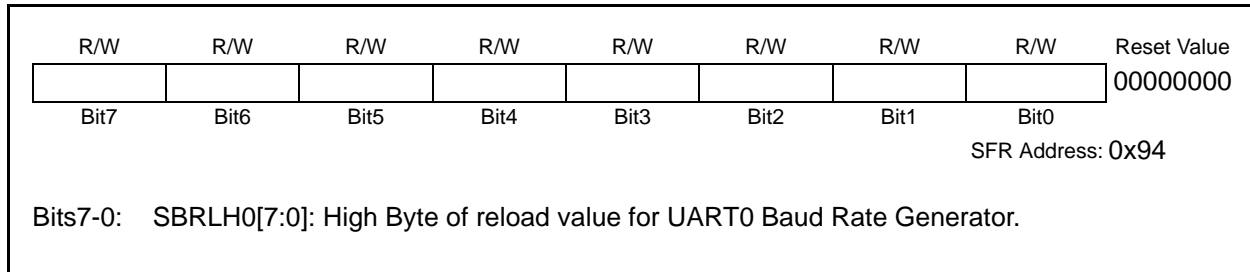 R/W R/W R/W R/W R/W R/W R/W R/W Reset Value
00000000
Bit7 Bit6 Bit5 Bit4 Bit3 Bit2 Bit1 Bit0
SFR Address: 0x94
Bits7-0: SBRLH0[7:0]: High Byte of reload value for UART0 Baud Rate Generator.